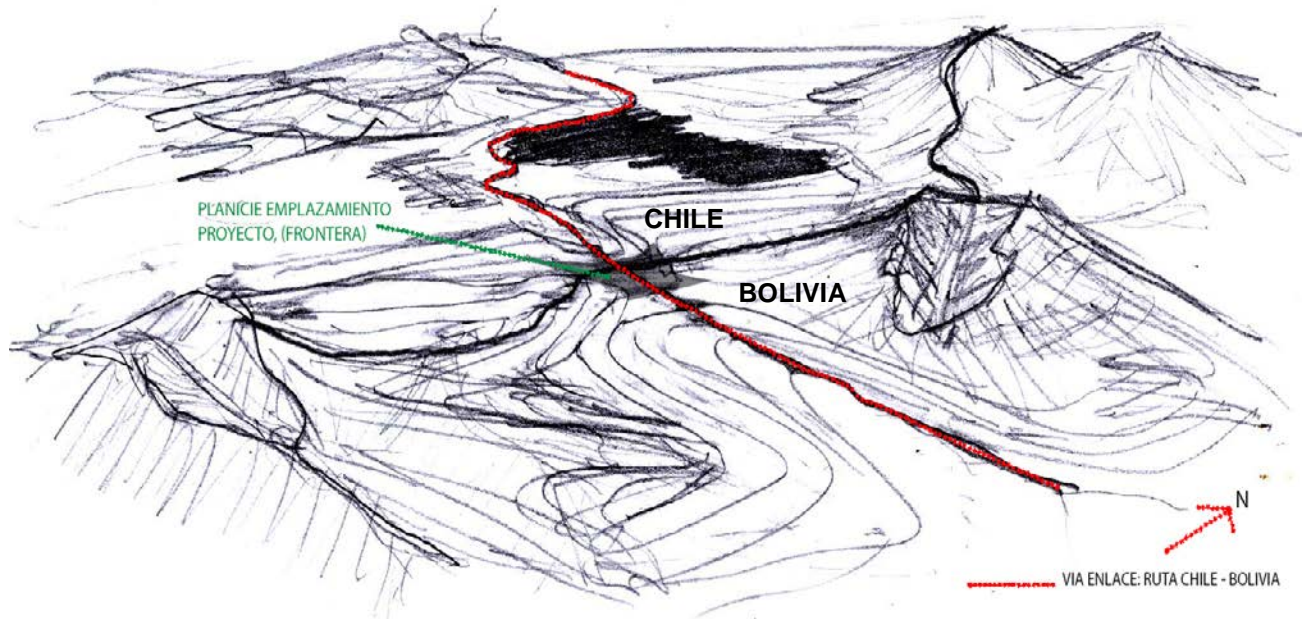 PLANICIE EMPLAZAMIENTO
PROYECTO, (FRONTERA)
CHILE
BOLIVIA
N
VIA ENLACE: RUTA CHILE - BOLIVIA